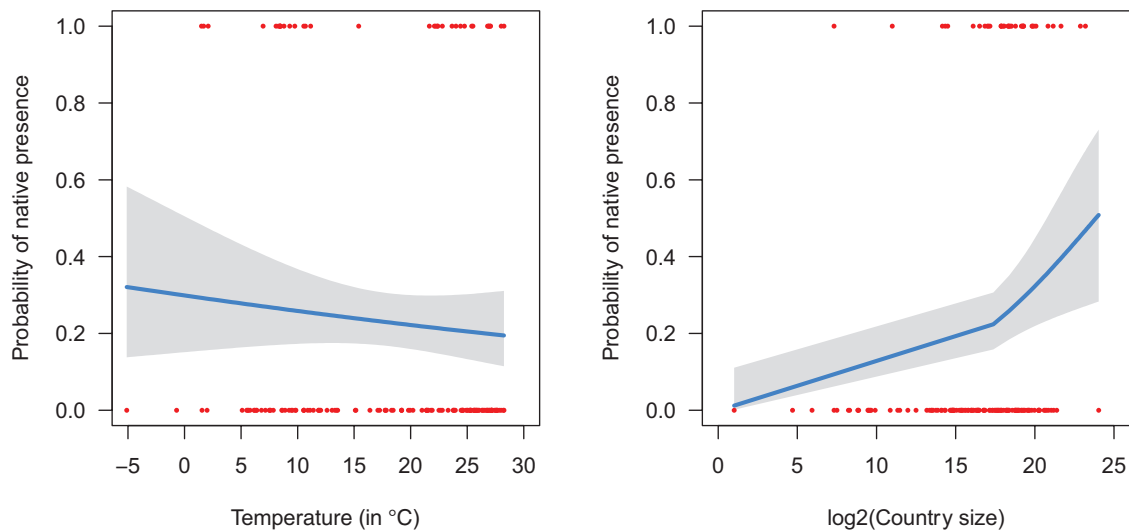 Probability of native presence
1.0
0.8
0.6
0.4
0.2
0.0
–5 0 5 10 15 20 25 30
Temperature (in °C)
Probability of native presence
1.0
0.8
0.6
0.4
0.2
0.0
0 5 10 15 20 25
log2(Country size)